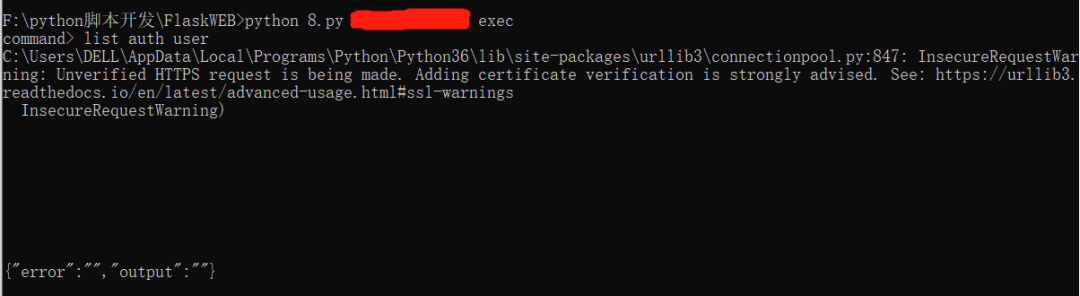 F:\python脚本开发\FlaskWEB>python 8.py exec
command> list auth user
C:\Users\DELL\AppData\Local\Programs\Python\Python36\lib\site-packages\urllib3\connectionpool.py:847: InsecureRequestWar
ning: Unverified HTTPS request is being made. Adding certificate verification is strongly advised. See: https://urllib3.
readthedocs.io/en/latest/advanced-usage.html#ssl-warnings
  InsecureRequestWarning)
{"error":"","output":""}